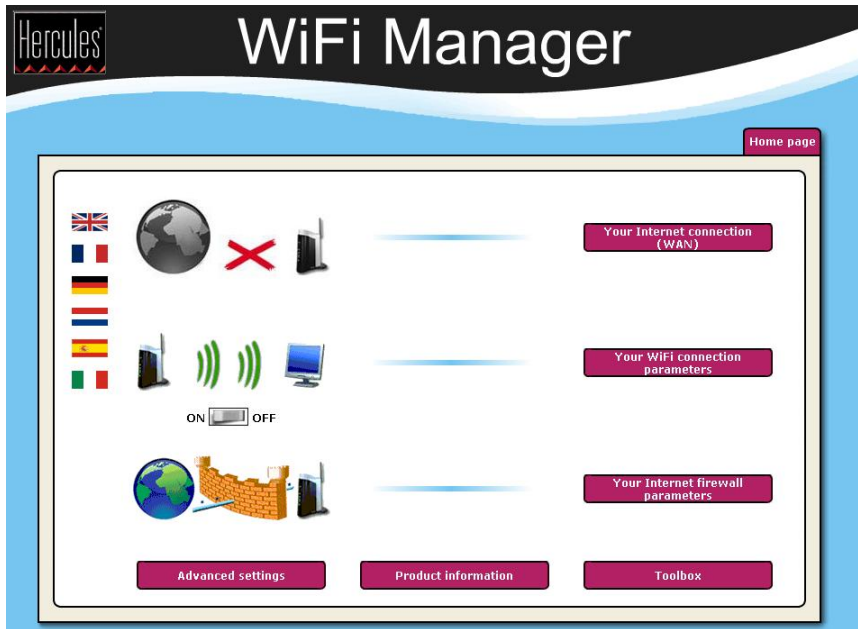 Hercules
WiFi Manager
Home page
Your Internet connection
(WAN)
Your WiFi connection
parameters
ON OFF
Your Internet firewall
parameters
Advanced settings
Product information
Toolbox